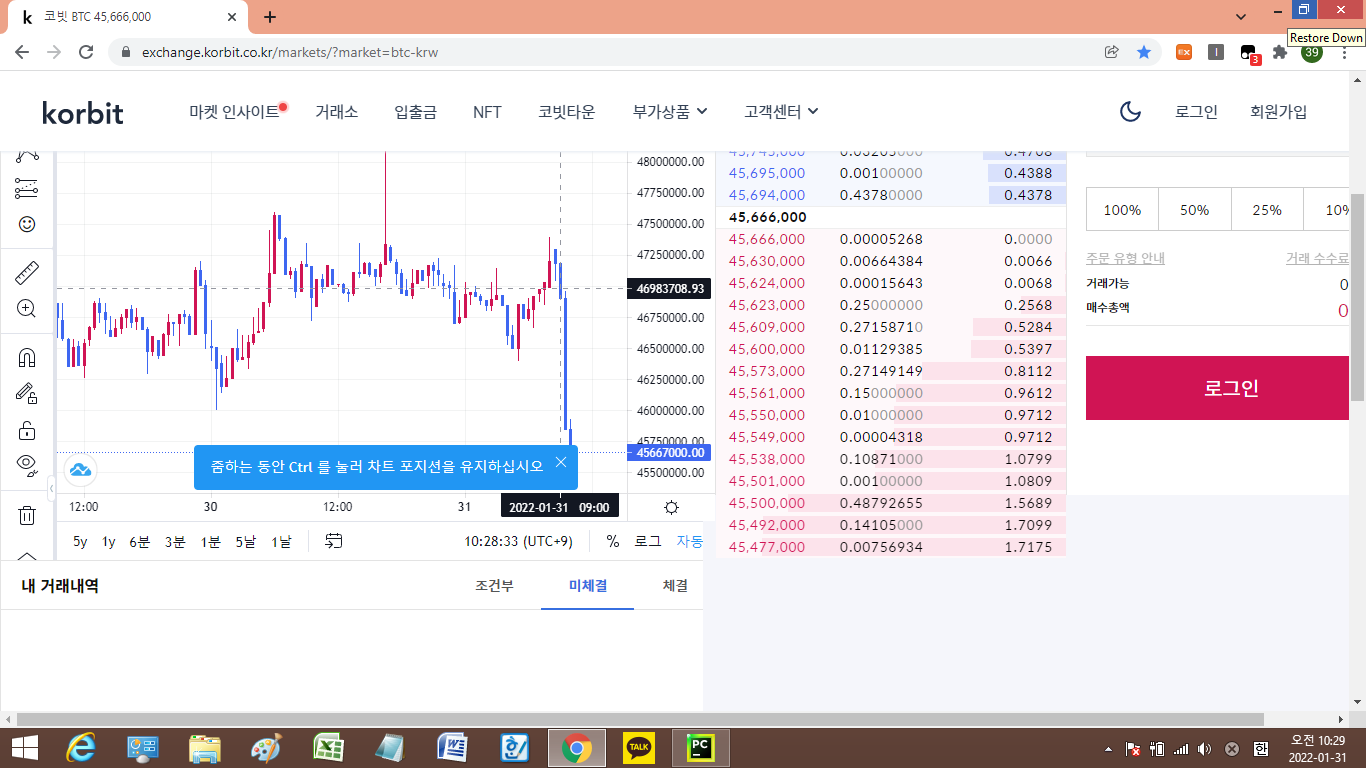 k 코빗 BTC 45,666,000
Restore Down
exchange.korbit.co.kr/markets/?market=btc-krw
3
39
korbit
마켓 인사이트
거래소
입출금
NFT
코빗타운
부가상품
고객센터
로그인
회원가입
48000000.00
47750000.00
47500000.00
47250000.00
46983708.93
46750000.00
46500000.00
46250000.00
46000000.00
45750000.00
45667000.00
45500000.00
줌하는 동안 Ctrl 를 눌러 차트 포지션을 유지하십시오
12:00
30
12:00
31
2022-01-31 09:00
5y 1y 6분 3분 1분 5날 1날
10:28:33 (UTC+9)
% 로그 자동
내 거래내역
조건부
미체결
체결
45,745,000 0.03205000 0.4708
45,695,000 0.00100000 0.4388
45,694,000 0.43780000 0.4378
45,666,000
45,666,000 0.00005268 0.0000
45,630,000 0.00664384 0.0066
45,624,000 0.00015643 0.0068
45,623,000 0.25000000 0.2568
45,609,000 0.27158710 0.5284
45,600,000 0.01129385 0.5397
45,573,000 0.27149149 0.8112
45,561,000 0.15000000 0.9612
45,550,000 0.01000000 0.9712
45,549,000 0.00004318 0.9712
45,538,000 0.10871000 1.0799
45,501,000 0.00100000 1.0809
45,500,000 0.48792655 1.5689
45,492,000 0.14105000 1.7099
45,477,000 0.00756934 1.7175
100% 50% 25% 10%
주문 유형 안내
거래 수수료
거래가능 0
매수총액 0
로그인
TALK
PC
한
오전 10:29
2022-01-31